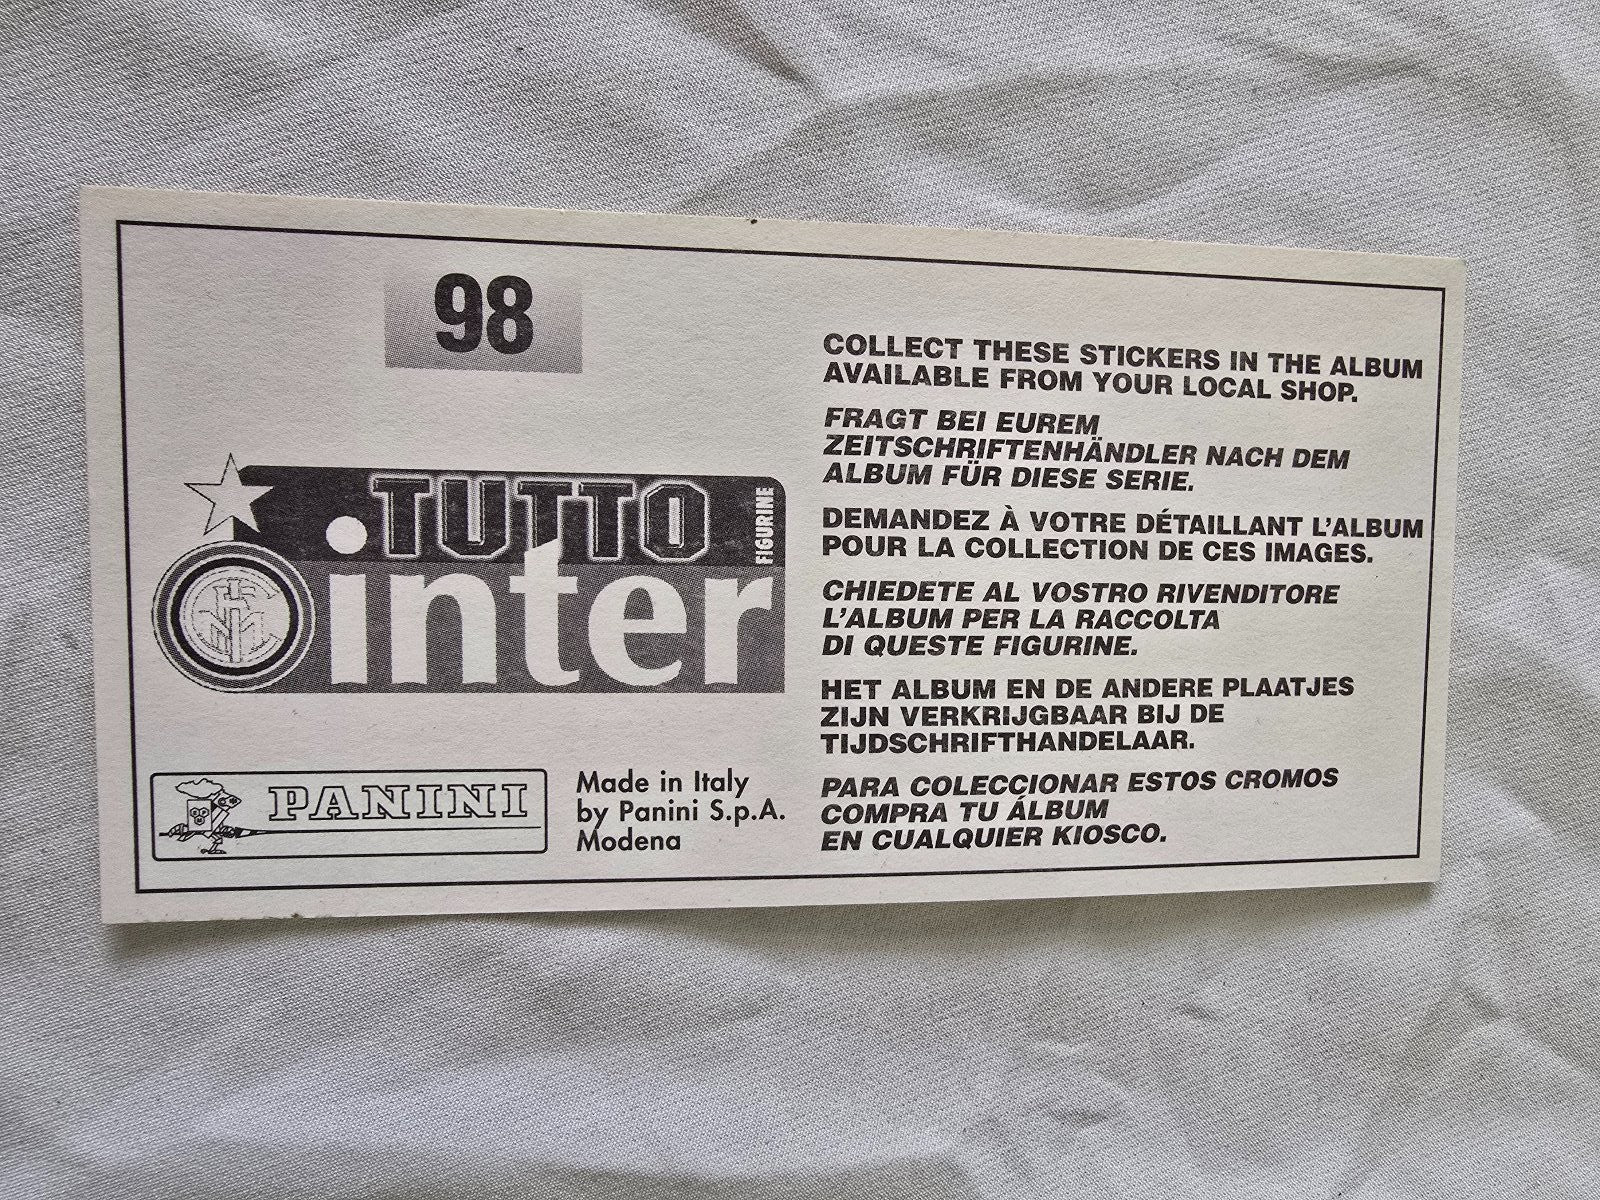 98
TUTTO
FIGURINE
inter
PANINI
Made in Italy
by Panini S.p.A.
Modena
COLLECT THESE STICKERS IN THE ALBUM
AVAILABLE FROM YOUR LOCAL SHOP.
FRAGT BEI EUREM
ZEITSCHRIFTENHÄNDLER NACH DEM
ALBUM FÜR DIESE SERIE.
DEMANDEZ À VOTRE DÉTAILLANT L'ALBUM
POUR LA COLLECTION DE CES IMAGES.
CHIEDETE AL VOSTRO RIVENDITORE
L'ALBUM PER LA RACCOLTA
DI QUESTE FIGURINE.
HET ALBUM EN DE ANDERE PLAATJES
ZIJN VERKRIJGBAAR BIJ DE
TIJDSCHRIFTHANDELAAR.
PARA COLECCIONAR ESTOS CROMOS
COMPRA TU ÁLBUM
EN CUALQUIER KIOSCO.